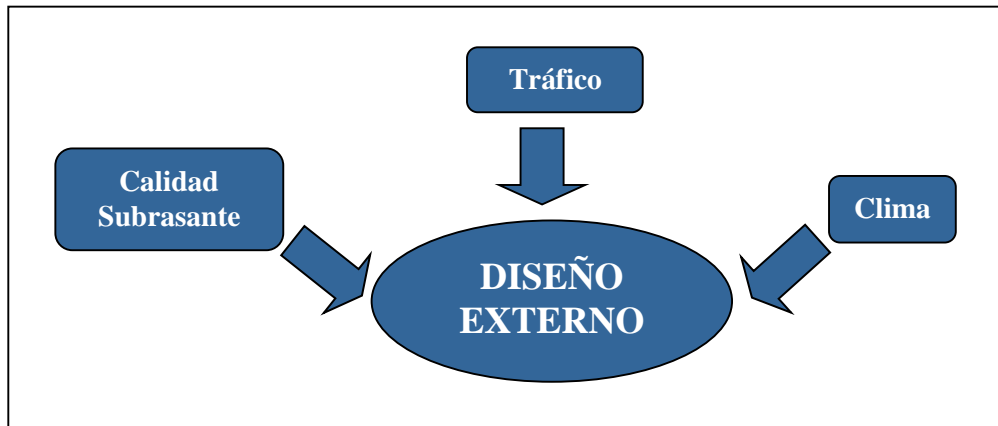 Tráfico
Calidad
Subrasante
Clima
DISEÑO
EXTERNO